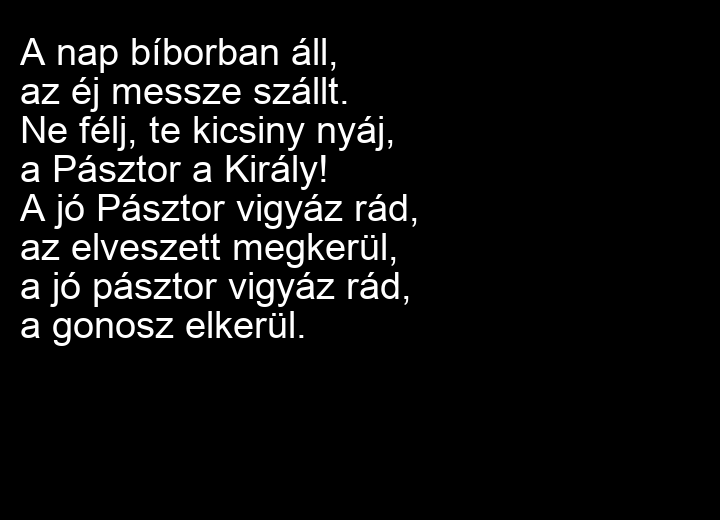 A nap bíborban áll,
az éj messze szállt.
Ne félj, te kicsiny nyáj,
a Pásztor a Király!
A jó Pásztor vigyáz rád,
az elveszett megkerül,
a jó pásztor vigyáz rád,
a gonosz elkerül.